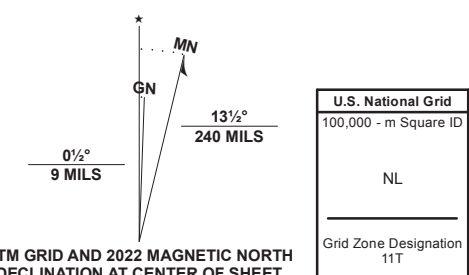 ★
MN
GN
13½°
240 MILS
0½°
9 MILS
TM GRID AND 2022 MAGNETIC NORTH
DECLINATION AT CENTER OF SHEET
U.S. National Grid
100,000 - m Square ID
NL
Grid Zone Designation
11T